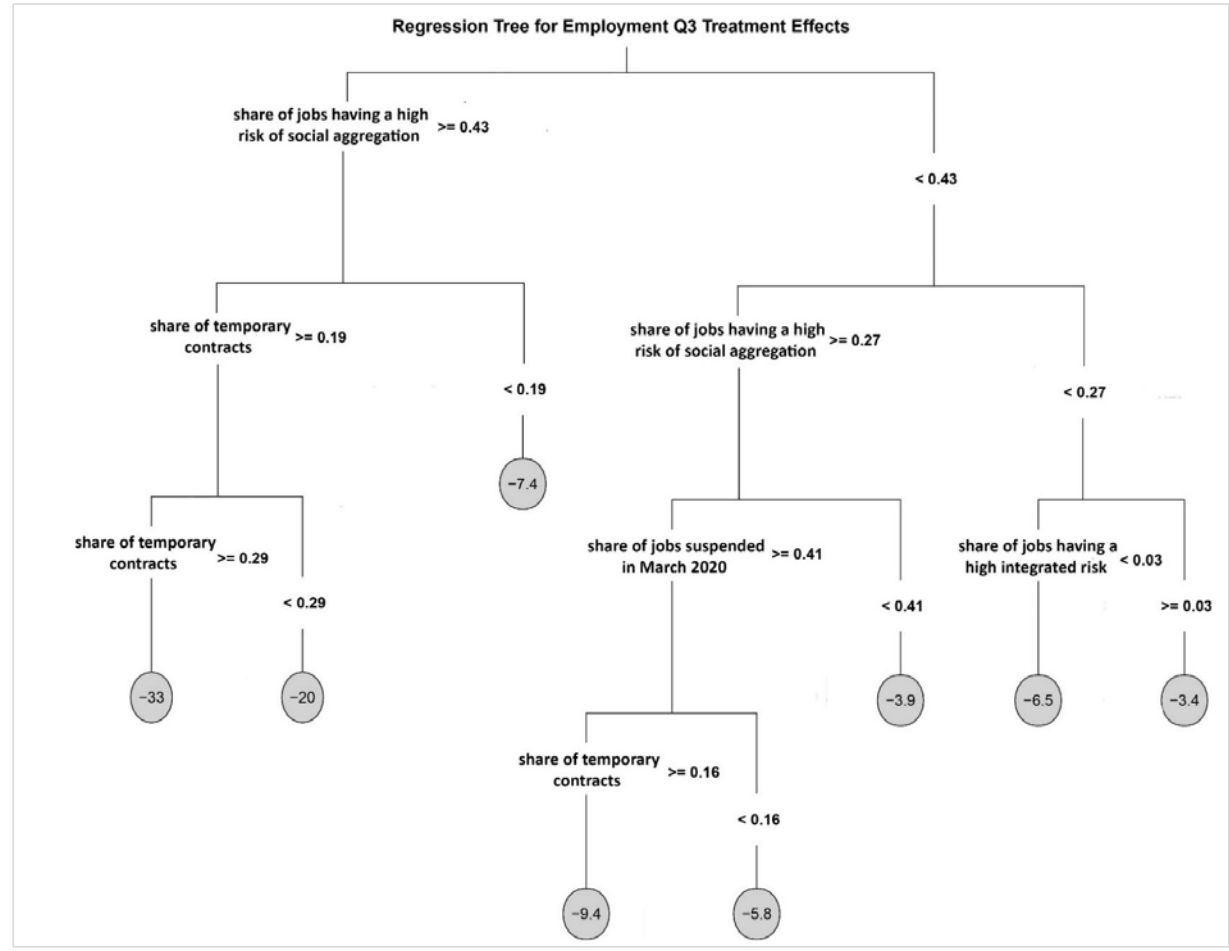 Regression Tree for Employment Q3 Treatment Effects
share of jobs having a high
risk of social aggregation
>= 0.43
< 0.43
share of temporary
contracts
>= 0.19
< 0.19
−7.4
share of jobs having a high
risk of social aggregation
>= 0.27
< 0.27
share of temporary
contracts
>= 0.29
< 0.29
−33
−20
share of jobs suspended
in March 2020
>= 0.41
< 0.41
−3.9
share of jobs having a
high integrated risk
< 0.03
>= 0.03
−6.5
−3.4
share of temporary
contracts
>= 0.16
< 0.16
−9.4
−5.8